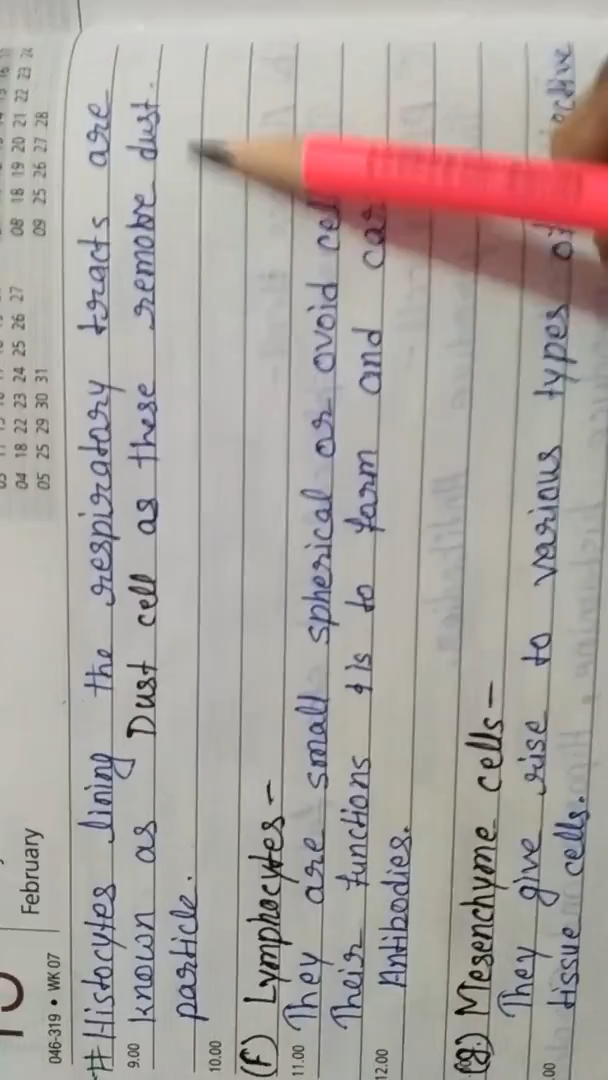 04 18 22 23 24 25 26 27
05 25 29 30 31
08 18 19 20 21 22 23 24
09 25 26 27 28
February
046-319 • WK 07
# Histocytes lining the respiratory tracts are
9.00 known as Dust cell as these remove dust
particle.
10.00
(f) Lymphocytes-
11.00 They are small spherical or ovoid
Their functions is to form and
12.00 Antibodies.
(g.) Mesenchyme cells-
They give rise to various types of
tissue cells.